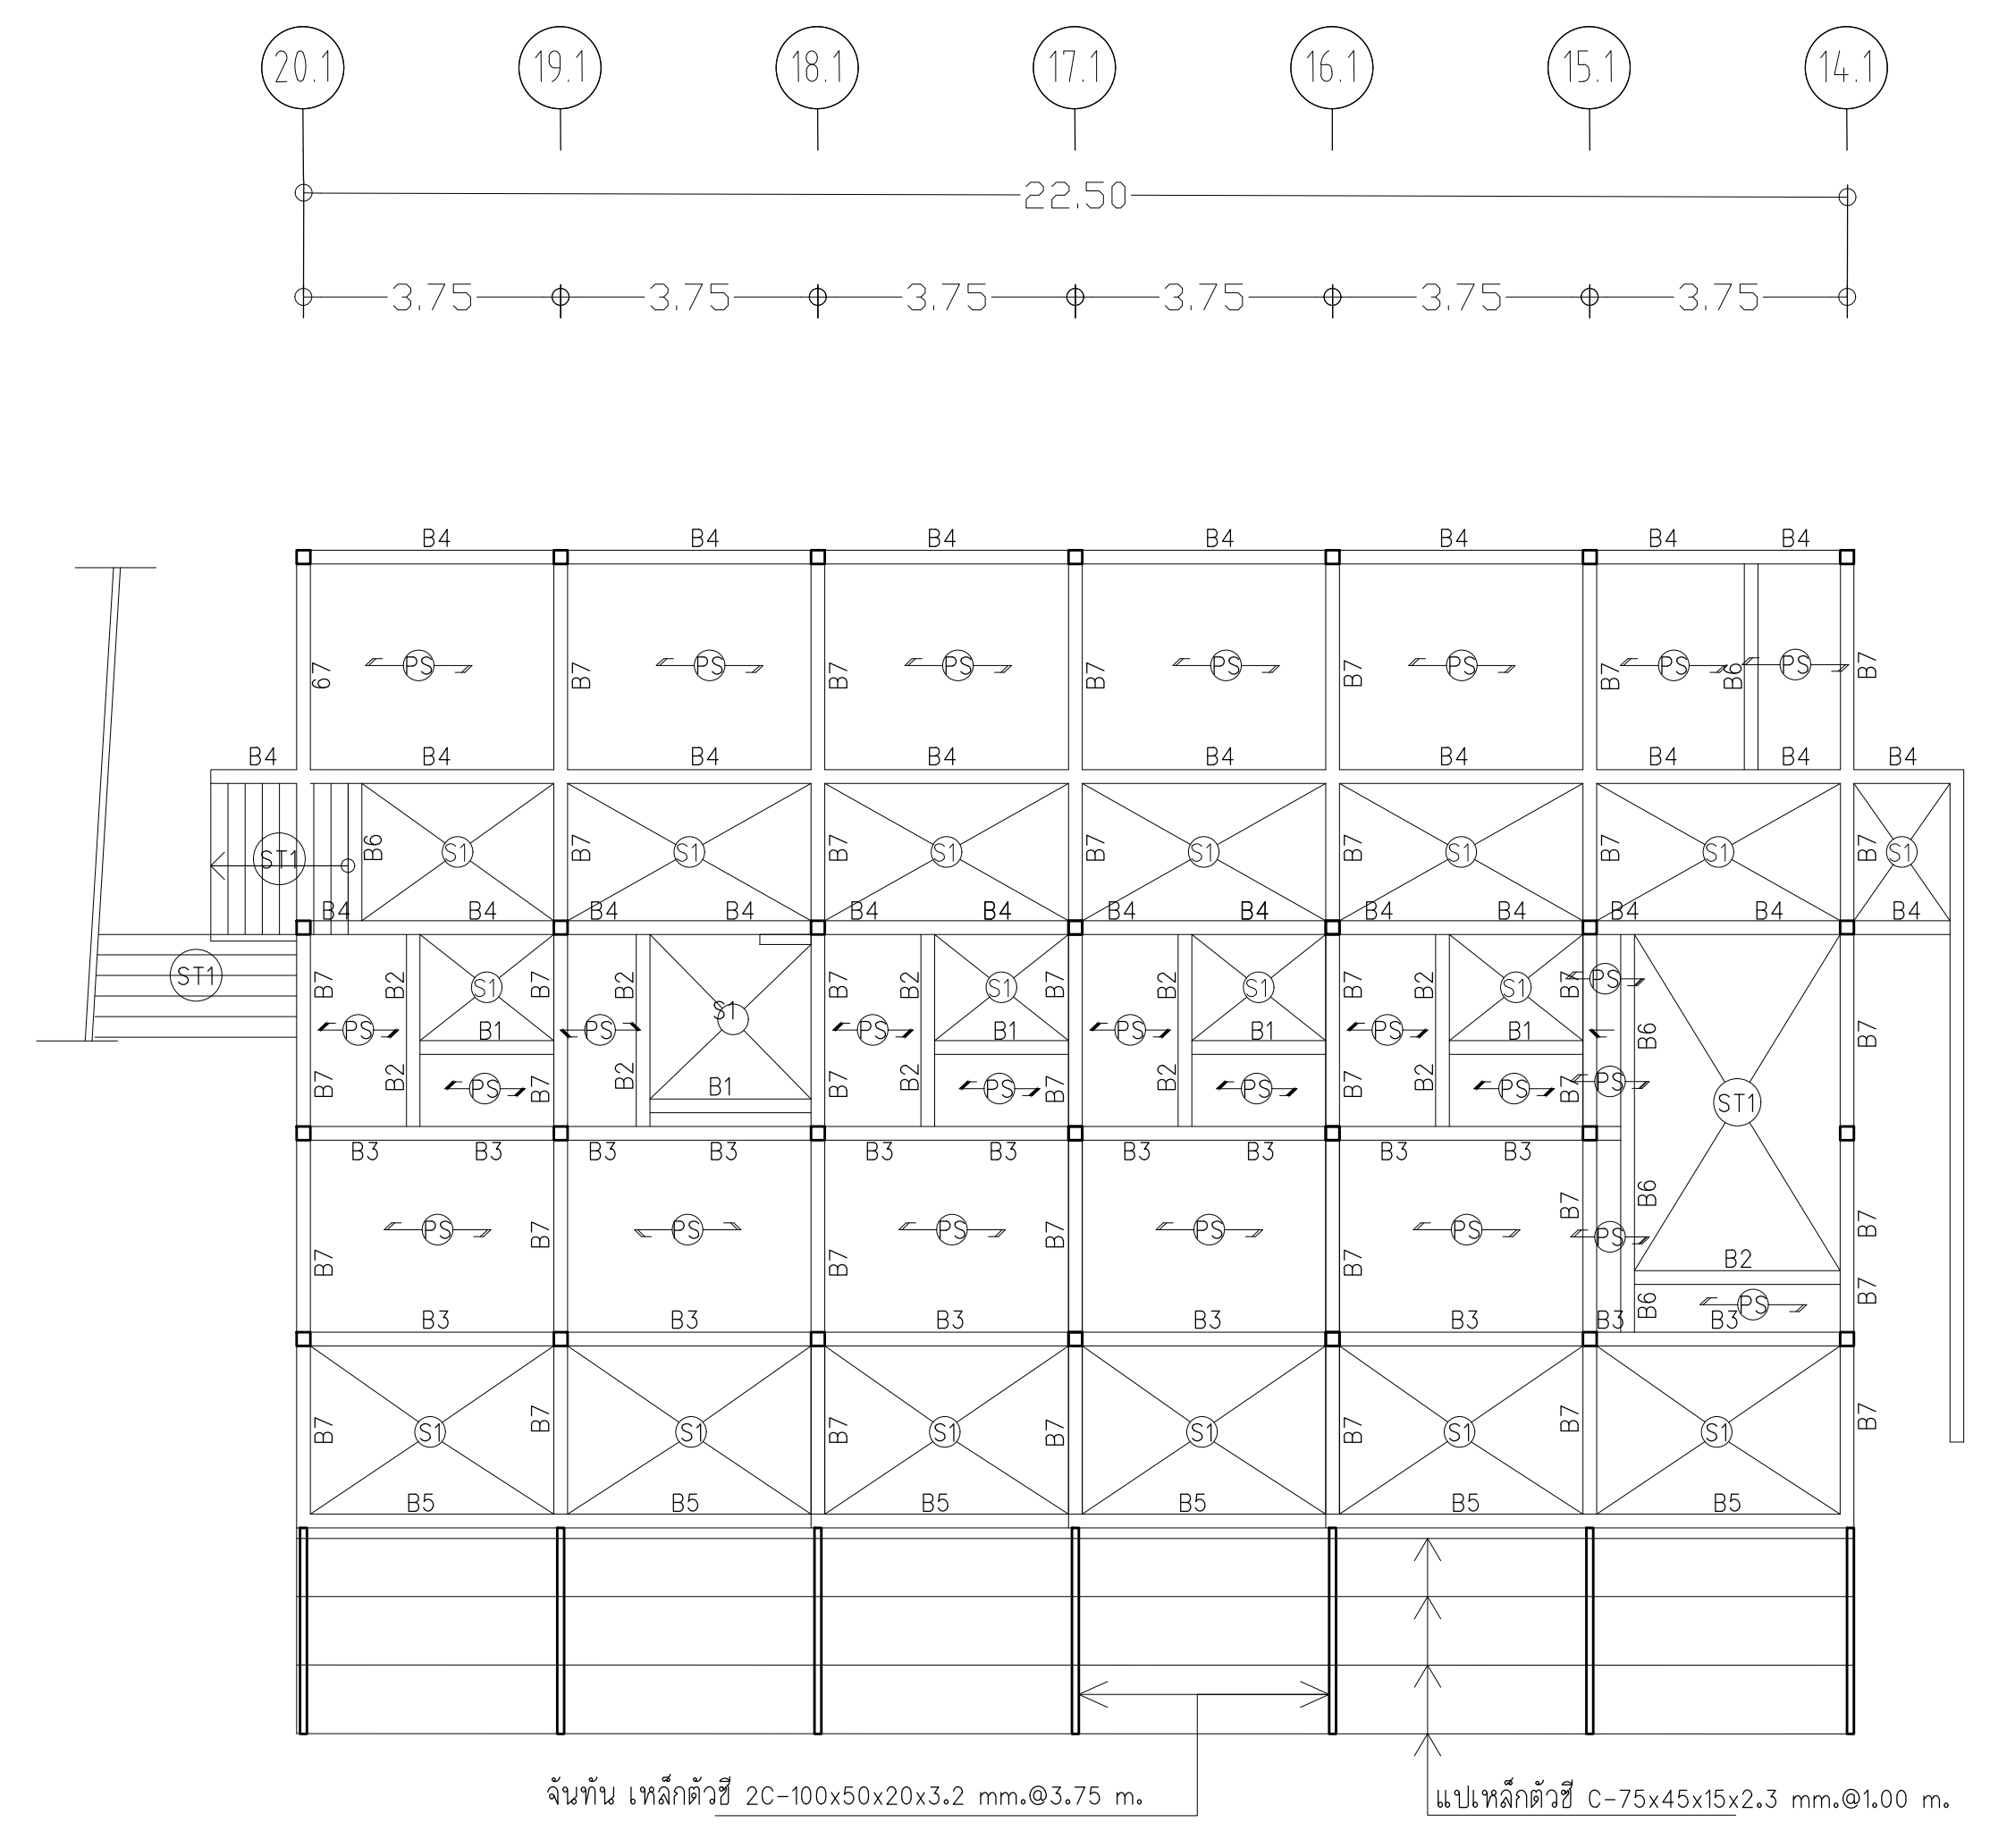 20.1 19.1 18.1 17.1 16.1 15.1 14.1
22.50
3.75 3.75 3.75 3.75 3.75 3.75
B4 B4 B4 B4 B4 B4 B4
67 PS B7 PS B7 PS B7 PS B7 PS B7 PS B6 PS B7
B4 B4 B4 B4 B4 B4 B4 B4 B4
ST1 B6 S1 B7 S1 B7 S1 B7 S1 B7 S1 B7 S1 B7 S1
B4 B4 B4 B4 B4 B4 B4 B4 B4 B4 B4 B4 B4
ST1 B7 B2 S1 B7 B2 S1 B7 B2 S1 B7 B2 S1 B7 B2 S1 B7 PS
PS B1 PS PS B1 PS B1 PS B1 B6 B7
B7 B2 PS B7 B2 B1 B7 B2 PS B7 B2 PS B7 B2 PS B7 PS ST1
B3 B3 B3 B3 B3 B3 B3 B3 B3 B3
B7 B6
PS B7 PS PS B7 PS PS PS B7
B7 B7 B7 B2
B7 B6 PS
B3 B3 B3 B3 B3 B3 B3
B7 S1 B7 S1 B7 S1 B7 S1 B7 S1 B7 S1 B7
B5 B5 B5 B5 B5 B5
จันทัน เหล็กตัวซี 2C-100x50x20x3.2 mm.@3.75 m.
แปเหล็กตัวซี C-75x45x15x2.3 mm.@1.00 m.